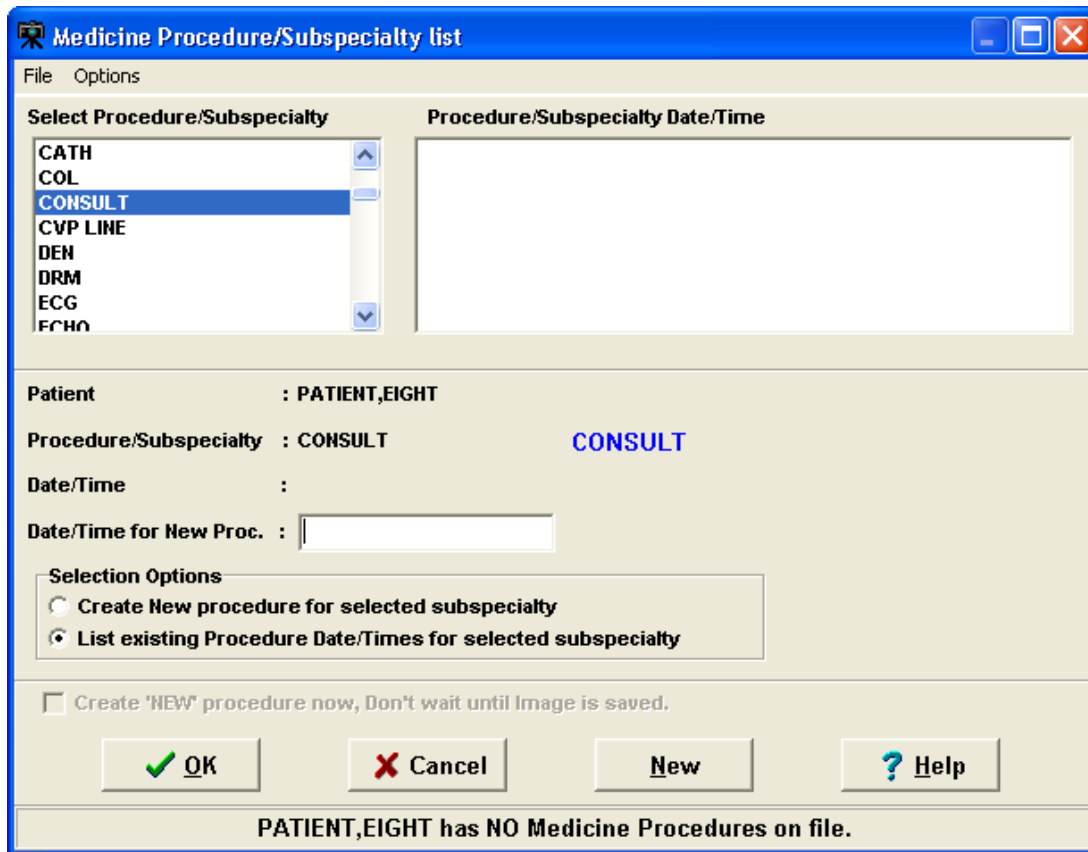 Medicine Procedure/Subspecialty list
File Options
Select Procedure/Subspecialty Procedure/Subspecialty Date/Time
CATH
COL
CONSULT
CVP LINE
DEN
DRM
ECG
ECHO
Patient : PATIENT,EIGHT
Procedure/Subspecialty : CONSULT CONSULT
Date/Time :
Date/Time for New Proc. :
Selection Options
Create New procedure for selected subspecialty
List existing Procedure Date/Times for selected subspecialty
Create 'NEW' procedure now, Don't wait until Image is saved.
OK Cancel New ? Help
PATIENT,EIGHT has NO Medicine Procedures on file.